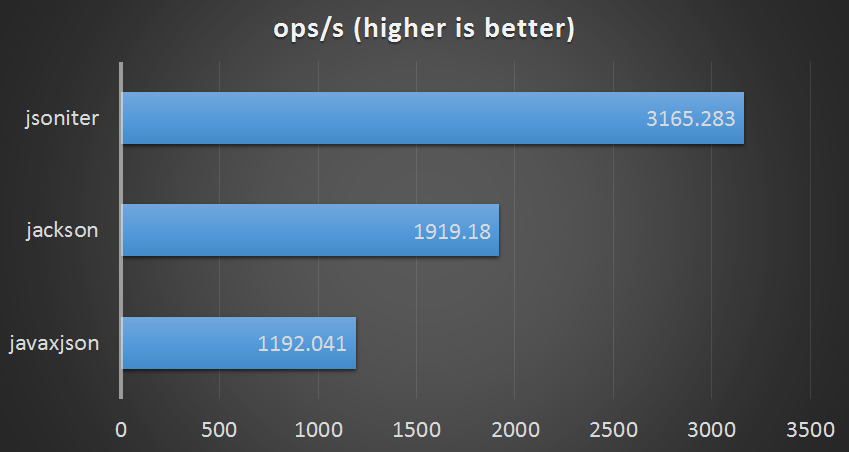 ops/s (higher is better)
jsoniter 3165.283
jackson 1919.18
javaxjson 1192.041
0 500 1000 1500 2000 2500 3000 3500